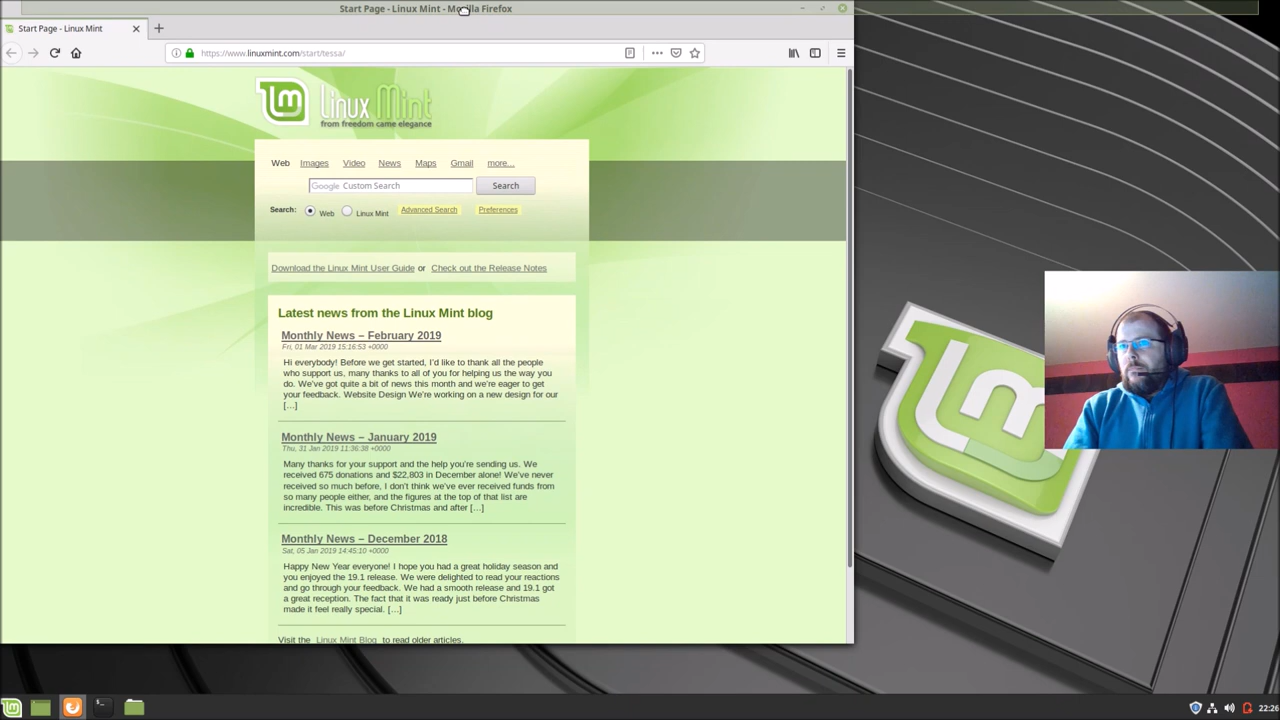 Start Page - Linux Mint - Mozilla Firefox
Start Page - Linux Mint
https://www.linuxmint.com/start/tessa/
Linux Mint
from freedom came elegance
Web Images Video News Maps Gmail more...
Google Custom Search Search
Search: Web Linux Mint Advanced Search Preferences
Download the Linux Mint User Guide or Check out the Release Notes
Latest news from the Linux Mint blog
Monthly News – February 2019
Fri, 01 Mar 2019 15:16:53 +0000
Hi everybody! Before we get started, I'd like to thank all the people
who support us, many thanks to all of you for helping us the way you
do. We've got quite a bit of news this month and we're eager to get
your feedback. Website Design We're working on a new design for our
[…]
Monthly News – January 2019
Thu, 31 Jan 2019 11:36:38 +0000
Many thanks for your support and the help you're sending us. We
received 675 donations and $22,803 in December alone! We've never
received so much before, I don't think we've ever received funds from
so many people either, and the figures at the top of that list are
incredible. This was before Christmas and after […]
Monthly News – December 2018
Sat, 05 Jan 2019 14:45:10 +0000
Happy New Year everyone! I hope you had a great holiday season and
you enjoyed the 19.1 release. We were delighted to read your reactions
and go through your feedback. We had a smooth release and 19.1 got
a great reception. The fact that it was ready just before Christmas
made it feel really special. […]
Visit the Linux Mint Blog to read older articles.
22:26